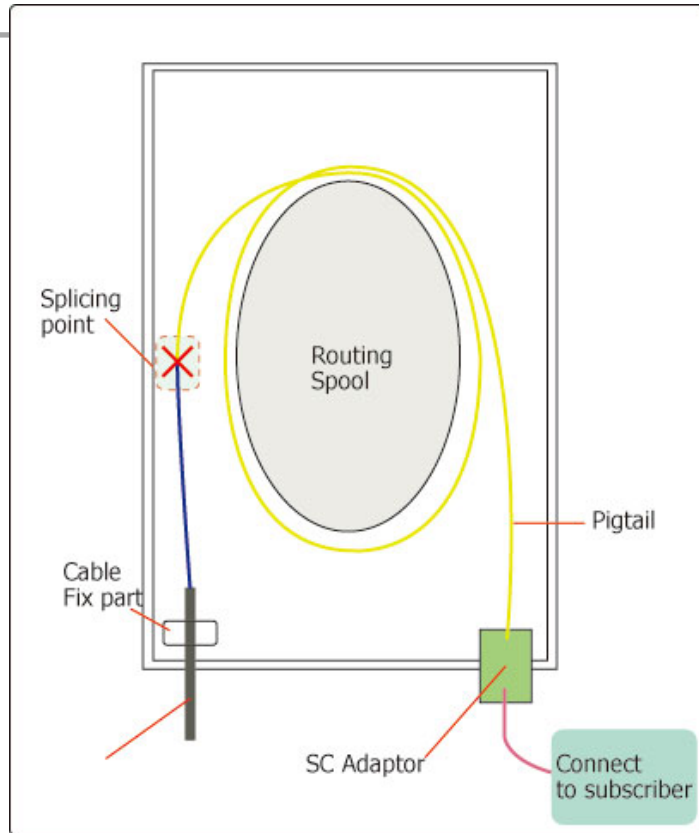 Splicing
point
Routing
Spool
Pigtail
Cable
Fix part
SC Adaptor
Connect
to subscriber